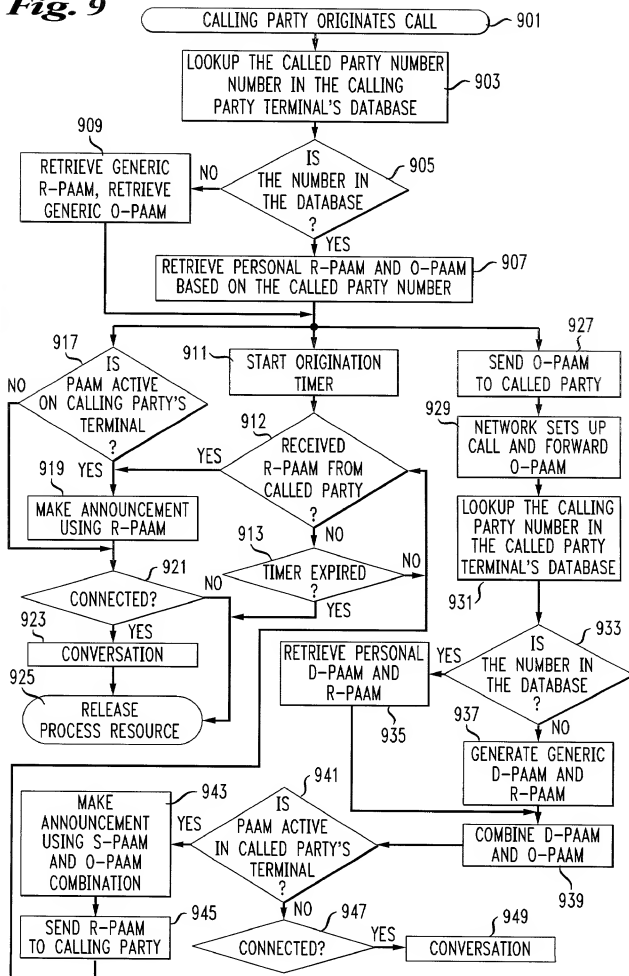 Fig. 9
CALLING PARTY ORIGINATES CALL
901
LOOKUP THE CALLED PARTY NUMBER
NUMBER IN THE CALLING
PARTY TERMINAL'S DATABASE
903
909
RETRIEVE GENERIC
R-PAAM, RETRIEVE
GENERIC O-PAAM
NO
IS
THE NUMBER IN
THE DATABASE
?
905
YES
RETRIEVE PERSONAL R-PAAM AND O-PAAM
BASED ON THE CALLED PARTY NUMBER
907
917
NO
IS
PAAM ACTIVE
ON CALLING PARTY'S
TERMINAL
?
YES
919
MAKE ANNOUNCEMENT
USING R-PAAM
921
CONNECTED?
NO
923
YES
CONVERSATION
925
RELEASE
PROCESS RESOURCE
911
START ORIGINATION
TIMER
912
YES
RECEIVED
R-PAAM FROM
CALLED PARTY
?
NO
913
TIMER EXPIRED
?
NO
YES
927
SEND O-PAAM
TO CALLED PARTY
929
NETWORK SETS UP
CALL AND FORWARD
O-PAAM
LOOKUP THE CALLING
PARTY NUMBER IN
THE CALLED PARTY
TERMINAL'S DATABASE
931
933
IS
THE NUMBER IN
THE DATABASE
?
YES
RETRIEVE PERSONAL
D-PAAM AND
R-PAAM
935
NO
937
GENERATE GENERIC
D-PAAM AND
R-PAAM
COMBINE D-PAAM
AND O-PAAM
939
941
IS
PAAM ACTIVE
IN CALLED PARTY'S
TERMINAL
?
YES
943
MAKE
ANNOUNCEMENT
USING S-PAAM
AND O-PAAM
COMBINATION
945
SEND R-PAAM
TO CALLING PARTY
NO
947
CONNECTED?
YES
949
CONVERSATION